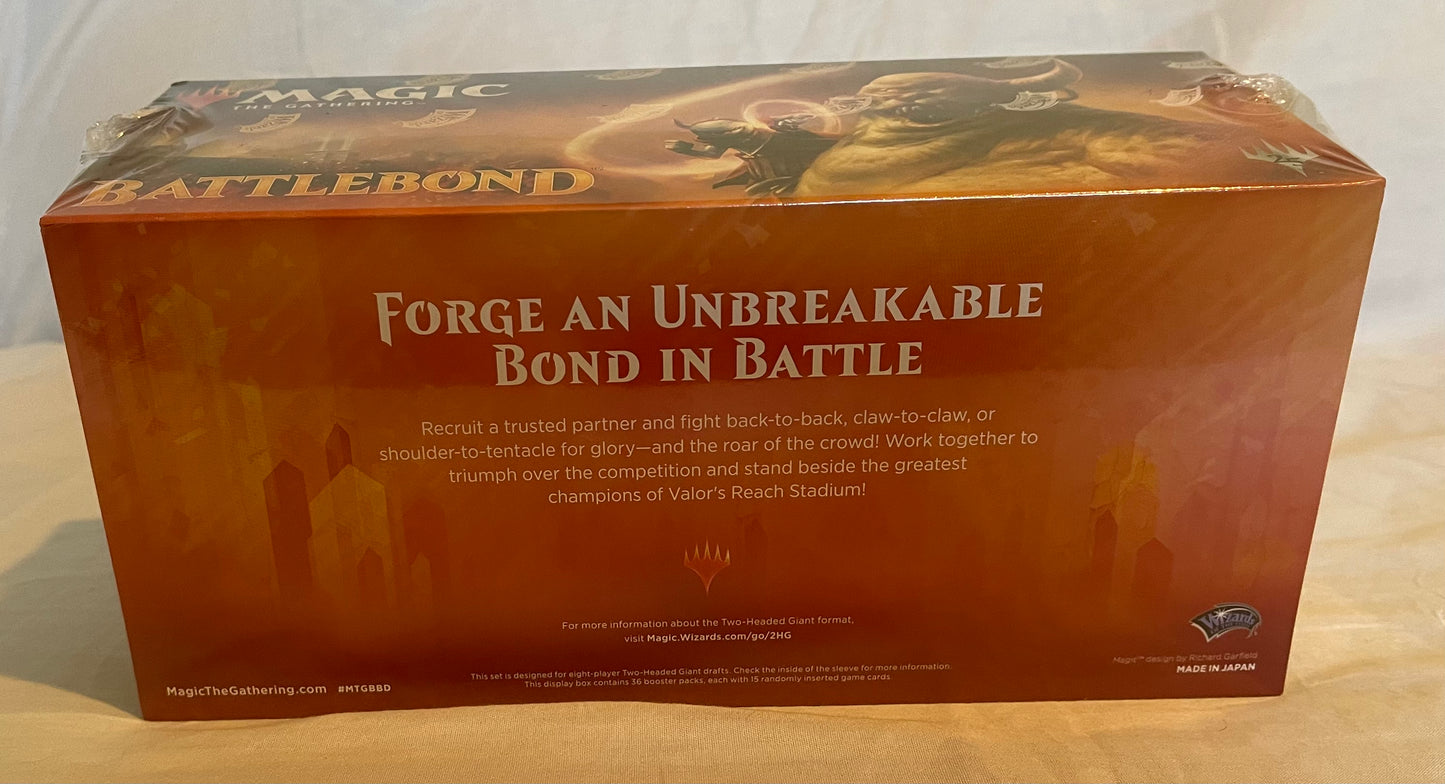 MAGIC
THE GATHERING™
BATTLEBOND™
FORGE AN UNBREAKABLE
BOND IN BATTLE
Recruit a trusted partner and fight back-to-back, claw-to-claw, or
shoulder-to-tentacle for glory—and the roar of the crowd! Work together to
triumph over the competition and stand beside the greatest
champions of Valor's Reach Stadium!
For more information about the Two-Headed Giant format,
visit Magic.Wizards.com/go/2HG
Wizards
Magic™ design by Richard Garfield
MADE IN JAPAN
This set is designed for eight-player Two-Headed Giant drafts. Check the inside of the sleeve for more information.
This display box contains 36 booster packs, each with 15 randomly inserted game cards.
MagicTheGathering.com #MTGBBD